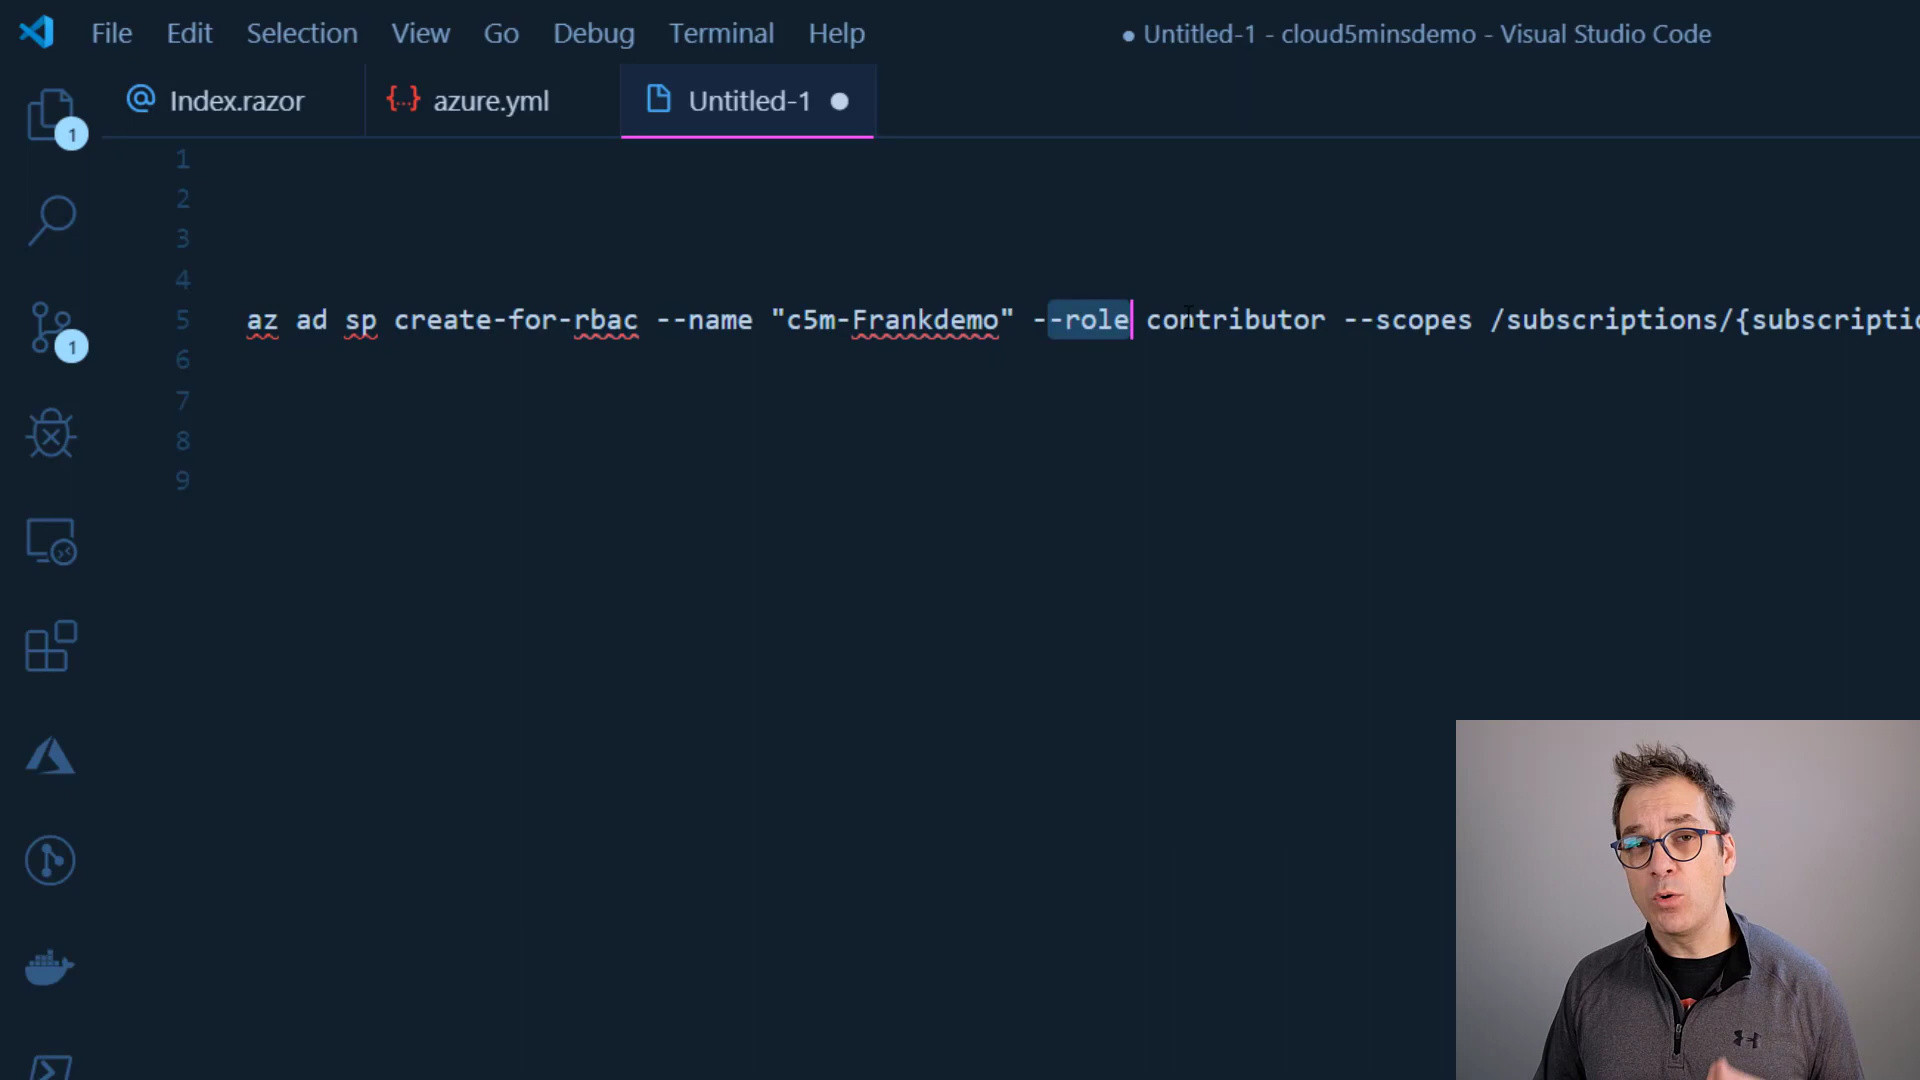 File Edit Selection View Go Debug Terminal Help
● Untitled-1 - cloud5minsdemo - Visual Studio Code
@ Index.razor {...} azure.yml Untitled-1 ●
1
1
2
3
4
5 az ad sp create-for-rbac --name "c5m-Frankdemo" --role contributor --scopes /subscriptions/{subscriptio
1
6
7
8
9